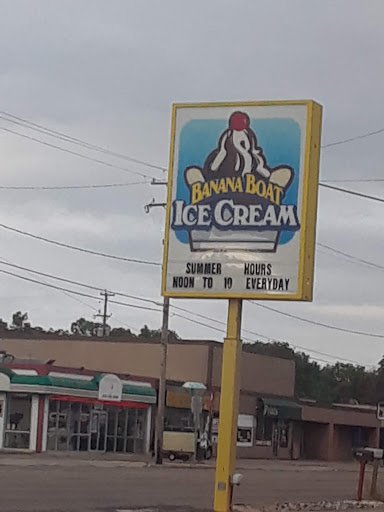 BANANA BOAT
ICE CREAM
SUMMER HOURS
NOON TO 10 EVERYDAY